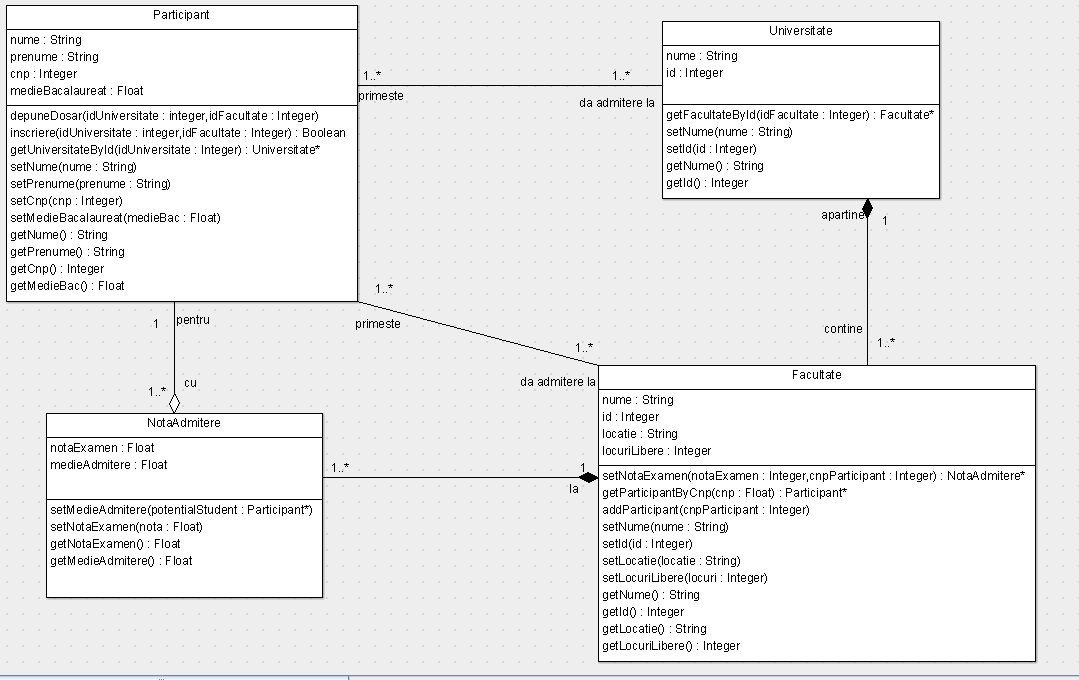 Participant
nume : String
prenume : String
cnp : Integer
medieBacalaureat : Float
depuneDosar(idUniversitate : integer,idFacultate : Integer)
inscriere(idUniversitate : integer,idFacultate : Integer) : Boolean
getUniversitateById(idUniversitate : Integer) : Universitate*
setNume(nume : String)
setPrenume(prenume : String)
setCnp(cnp : Integer)
setMedieBacalaureat(medieBac : Float)
getNume() : String
getPrenume() : String
getCnp() : Integer
getMedieBac() : Float
1..*
primeste
1..*
da admitere la
Universitate
nume : String
id : Integer
getFacultateById(idFacultate : Integer) : Facultate*
setNume(nume : String)
setId(id : Integer)
getNume() : String
getId() : Integer
apartine
1
contine
1..*
1..*
primeste
1..*
da admitere la
1
pentru
1..*
cu
NotaAdmitere
notaExamen : Float
medieAdmitere : Float
setMedieAdmitere(potentialStudent : Participant*)
setNotaExamen(nota : Float)
getNotaExamen() : Float
getMedieAdmitere() : Float
1..*
1
la
Facultate
nume : String
id : Integer
locatie : String
locuriLibere : Integer
setNotaExamen(notaExamen : Integer,cnpParticipant : Integer) : NotaAdmitere*
getParticipantByCnp(cnp : Float) : Participant*
addParticipant(cnpParticipant : Integer)
setNume(nume : String)
setId(id : Integer)
setLocatie(locatie : String)
setLocuriLibere(locuri : Integer)
getNume() : String
getId() : Integer
getLocatie() : String
getLocuriLibere() : Integer